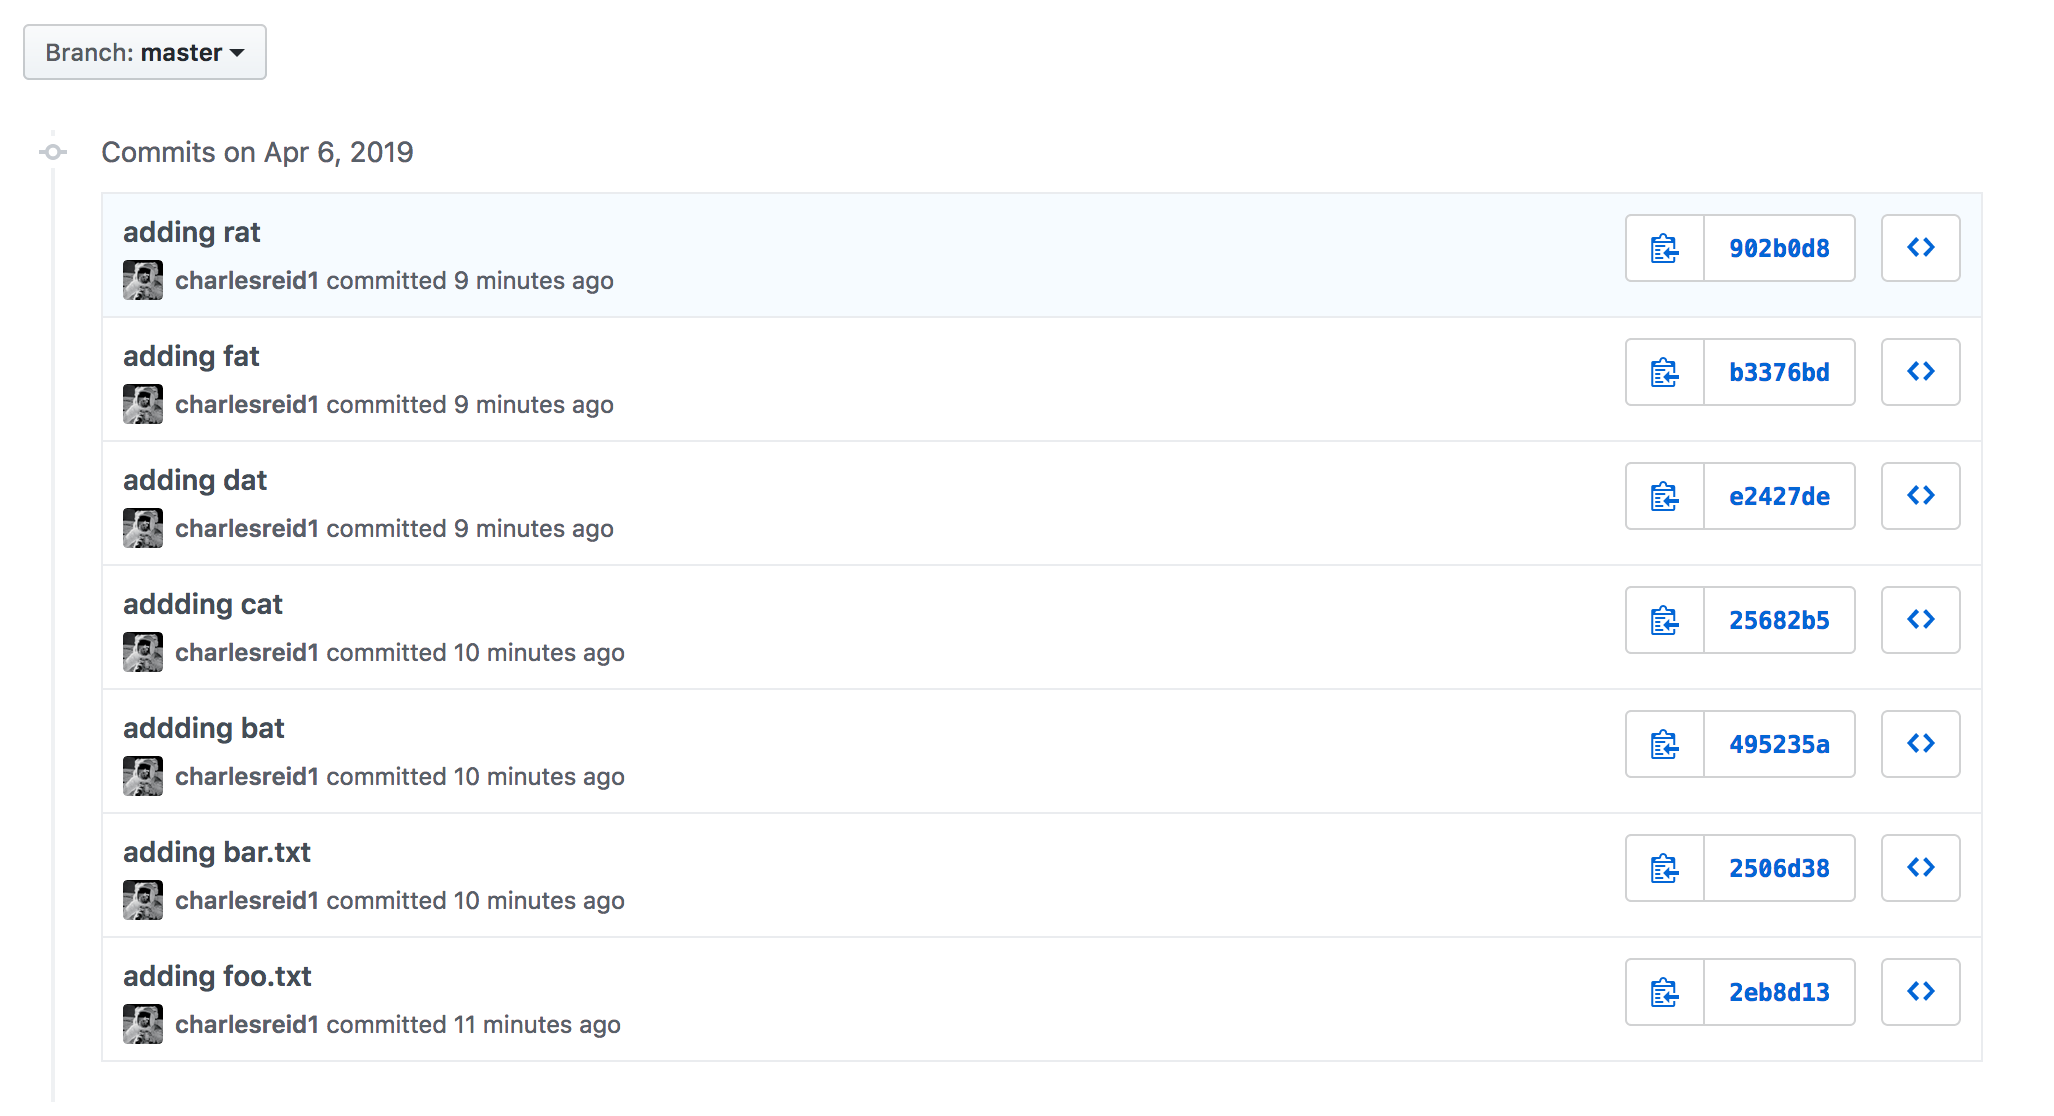 Branch: master
Commits on Apr 6, 2019
adding rat
charlesreid1 committed 9 minutes ago
902b0d8
adding fat
charlesreid1 committed 9 minutes ago
b3376bd
adding dat
charlesreid1 committed 9 minutes ago
e2427de
addding cat
charlesreid1 committed 10 minutes ago
25682b5
addding bat
charlesreid1 committed 10 minutes ago
495235a
adding bar.txt
charlesreid1 committed 10 minutes ago
2506d38
adding foo.txt
charlesreid1 committed 11 minutes ago
2eb8d13